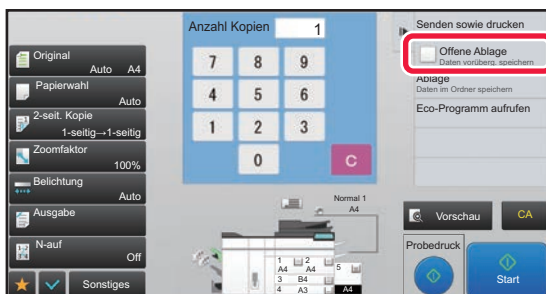 Original
Auto A4
Papierwahl
Auto
2-seit. Kopie
1-seitig→1-seitig
Zoomfaktor
100%
Belichtung
Auto
Ausgabe
N-auf
Off
Sonstiges
Anzahl Kopien 1
7 8 9
4 5 6
1 2 3
0 C
Normal 1
A4
1 2
A4 A4 5
3 B4
4 A3 A4
Senden sowie drucken
Offene Ablage
Daten vorüberg. speichern
Ablage
Daten im Ordner speichern
Eco-Programm aufrufen
Vorschau CA
Probedruck
Start